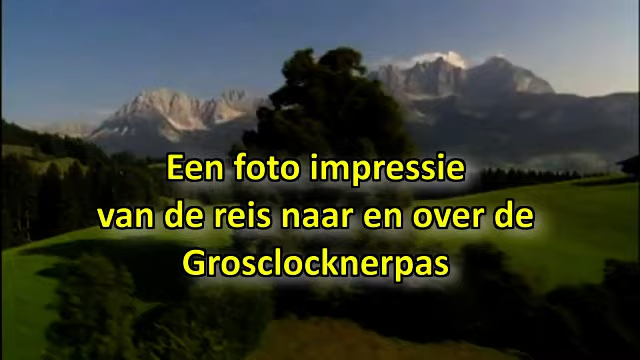 Een foto impressie
van de reis naar en over de
Grosclocknerpas